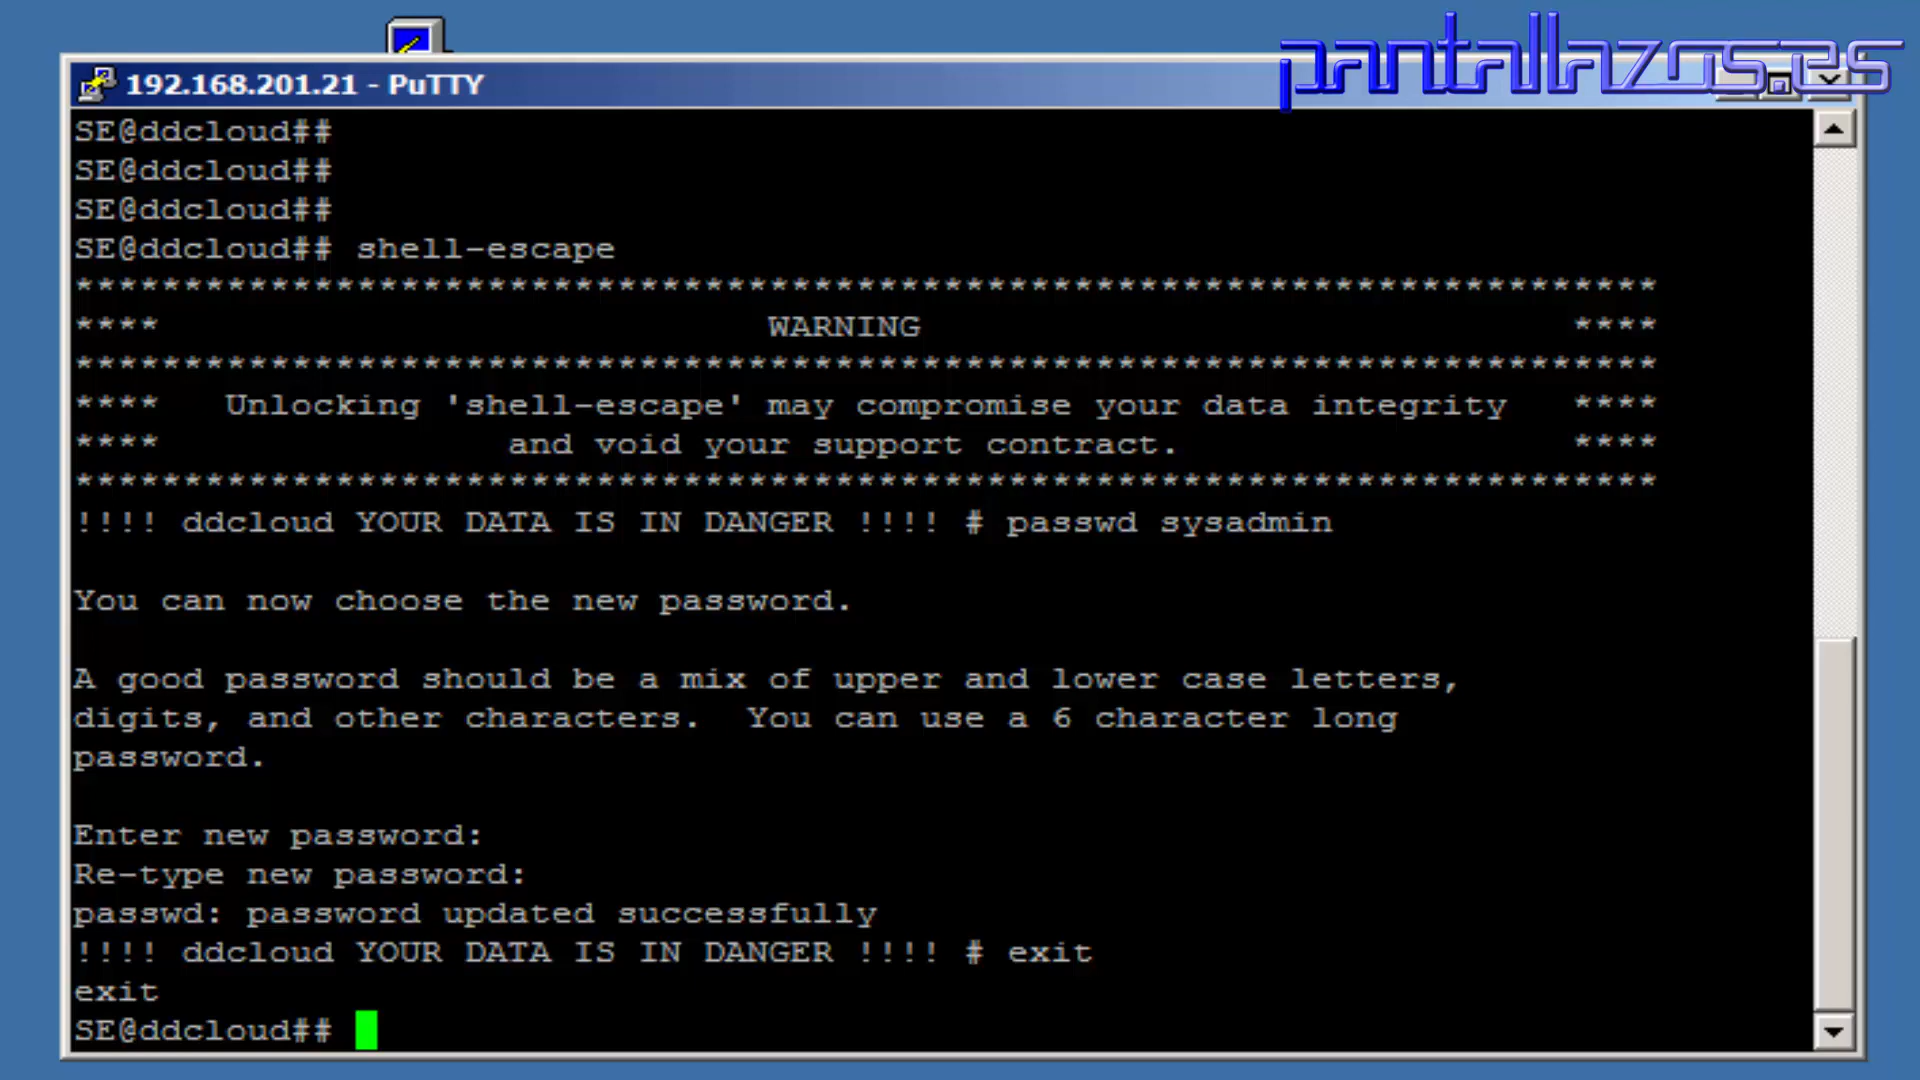 pantallazos.es
192.168.201.21 - PuTTY
SE@ddcloud##
SE@ddcloud##
SE@ddcloud##
SE@ddcloud## shell-escape
*************************************************************************
**** WARNING ****
*************************************************************************
**** Unlocking 'shell-escape' may compromise your data integrity ****
**** and void your support contract. ****
*************************************************************************
!!!! ddcloud YOUR DATA IS IN DANGER !!!! # passwd sysadmin
You can now choose the new password.
A good password should be a mix of upper and lower case letters,
digits, and other characters.  You can use a 6 character long
password.
Enter new password:
Re-type new password:
passwd: password updated successfully
!!!! ddcloud YOUR DATA IS IN DANGER !!!! # exit
exit
SE@ddcloud##